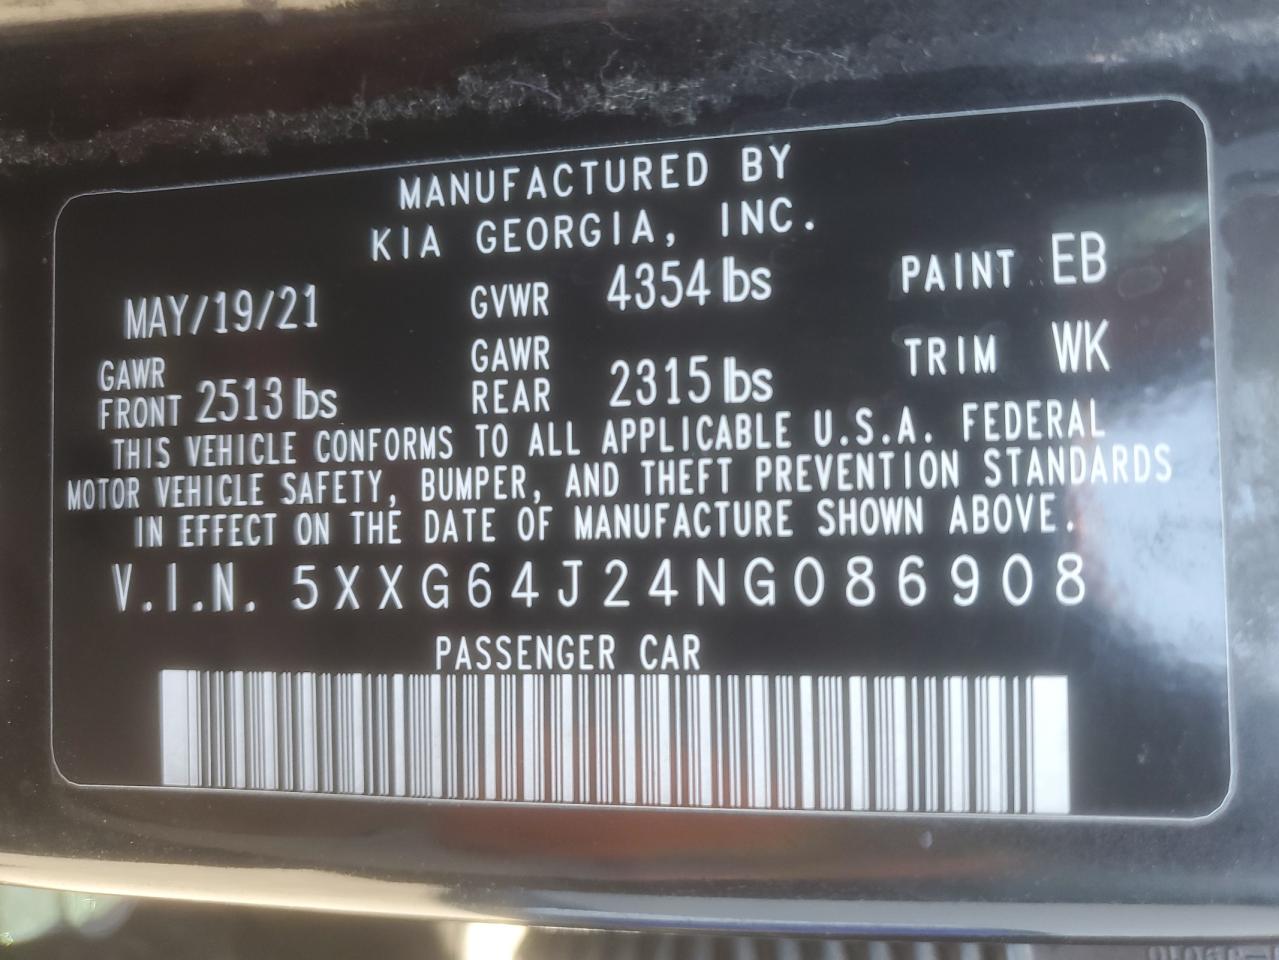 MANUFACTURED BY
KIA GEORGIA, INC.
MAY/19/21 GVWR 4354 lbs PAINT EB
GAWR FRONT 2513 lbs GAWR REAR 2315 lbs TRIM WK
THIS VEHICLE CONFORMS TO ALL APPLICABLE U.S.A. FEDERAL
MOTOR VEHICLE SAFETY, BUMPER, AND THEFT PREVENTION STANDARDS
IN EFFECT ON THE DATE OF MANUFACTURE SHOWN ABOVE.
V.I.N. 5XXG64J24NG086908
PASSENGER CAR